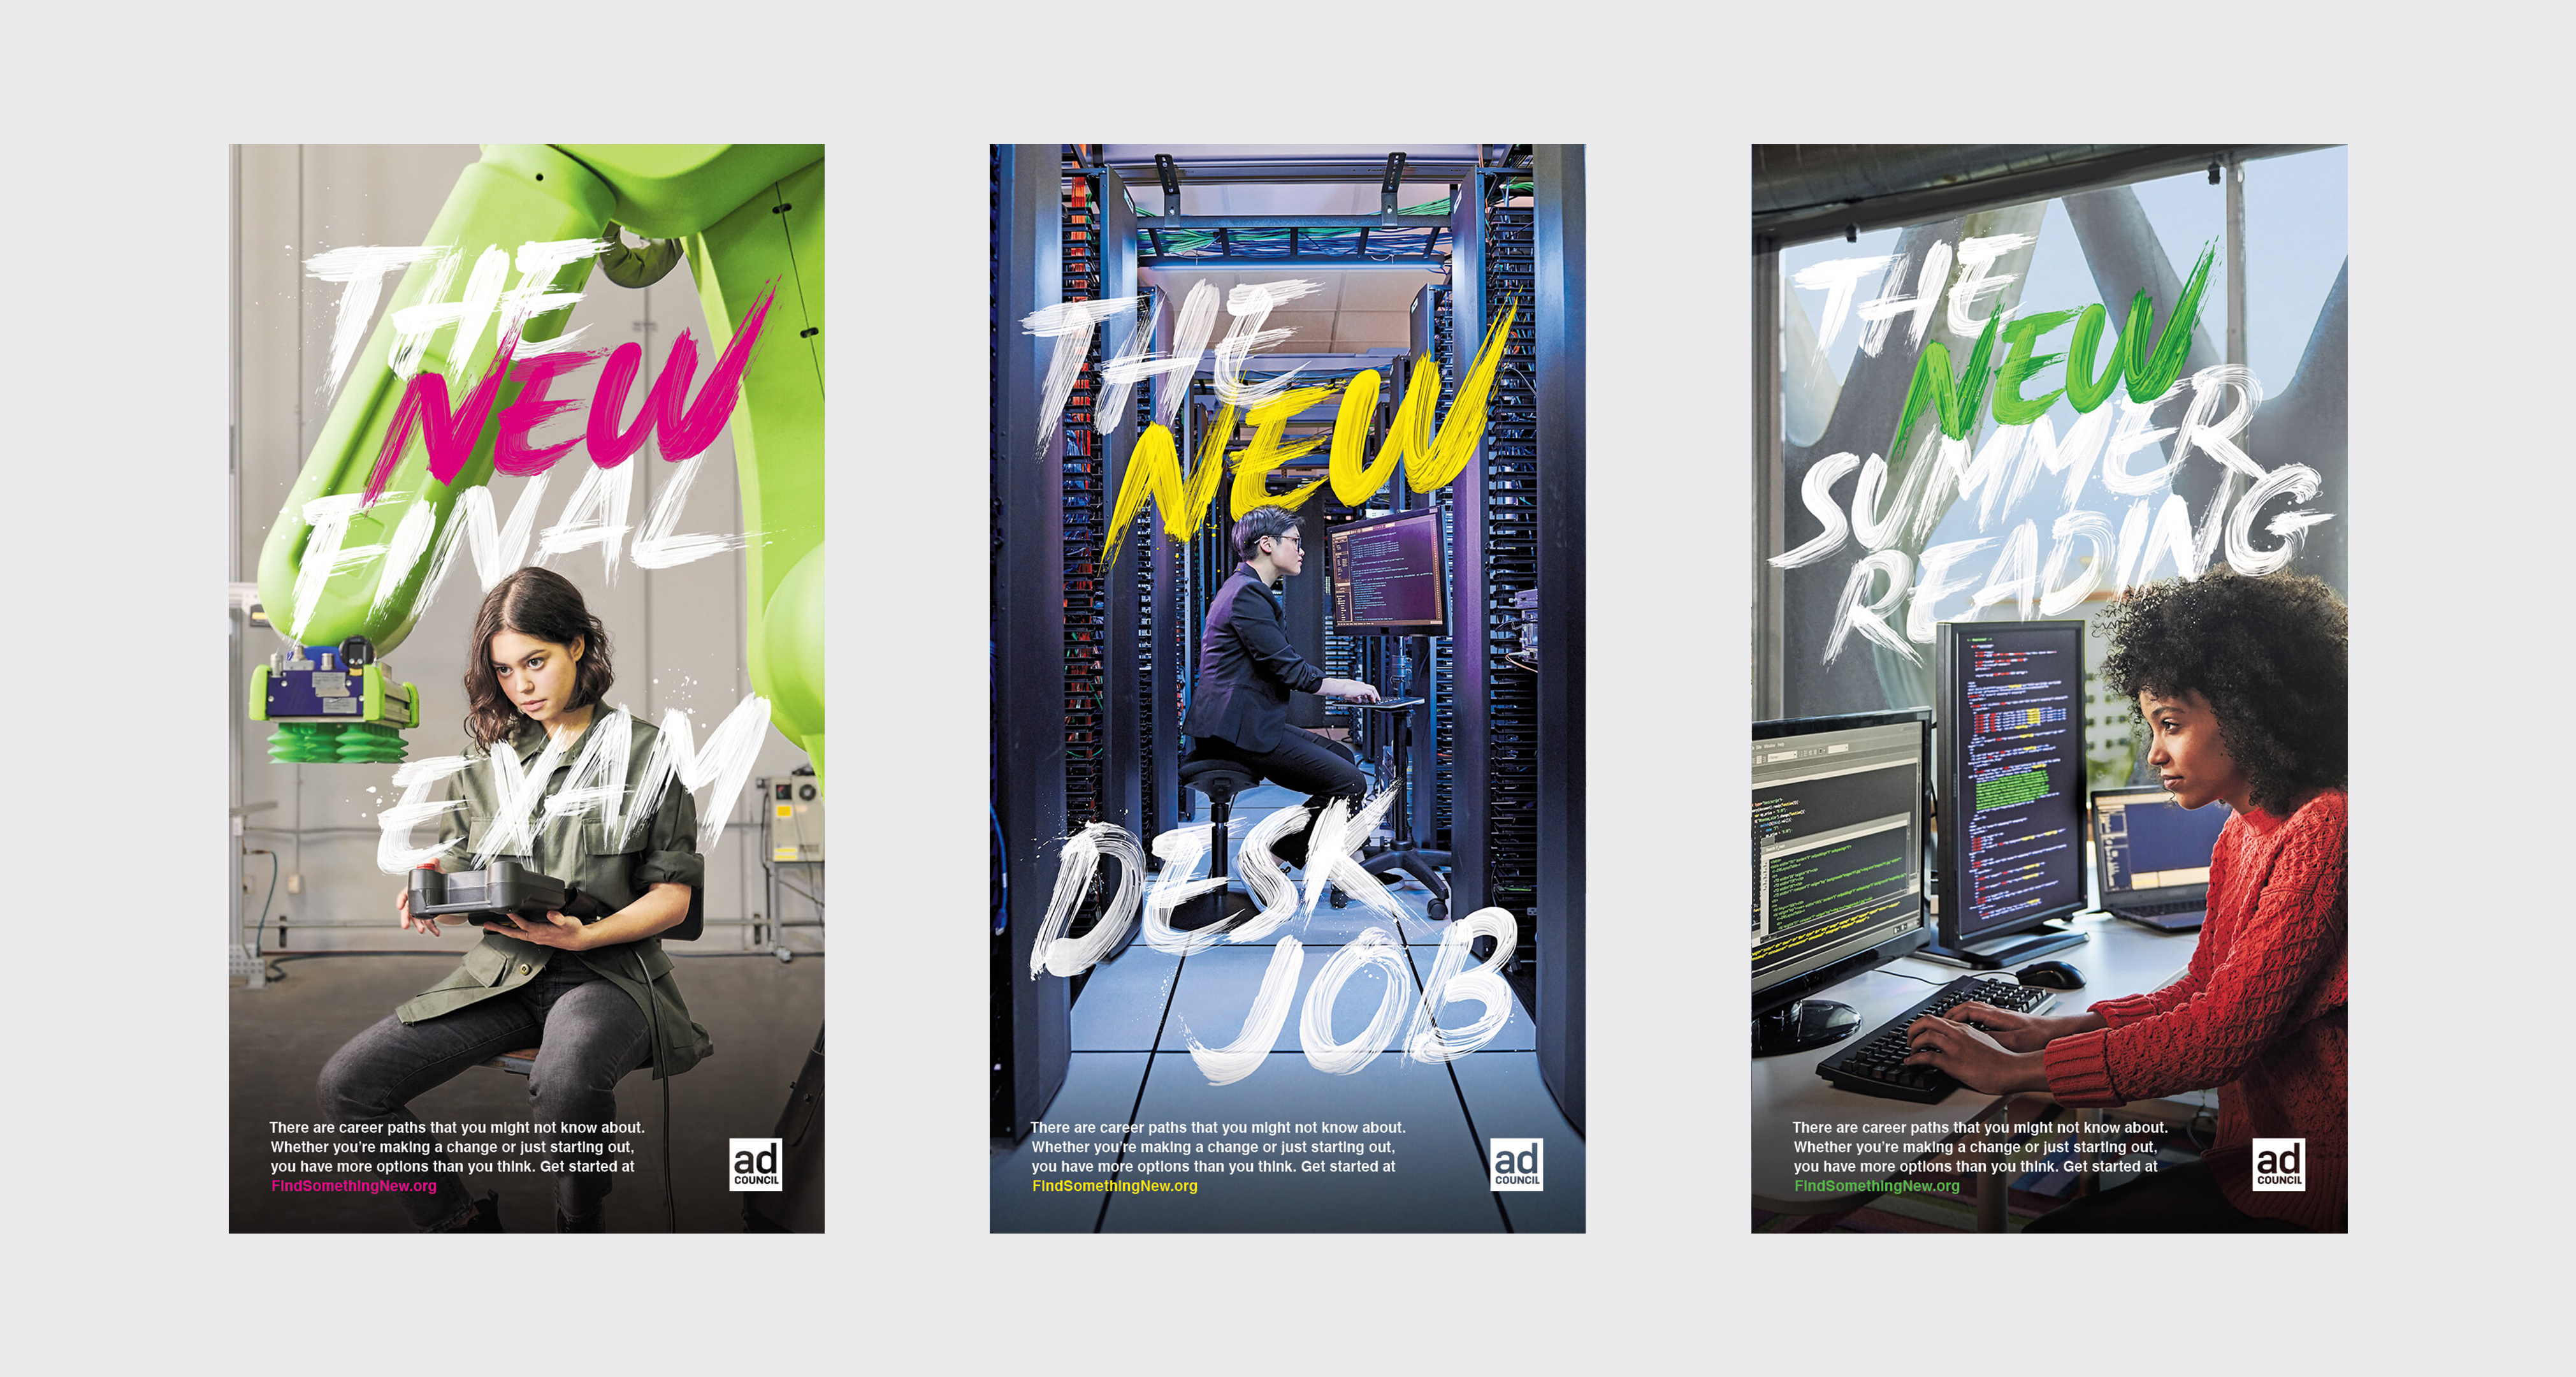 THE
NEW
FINAL
EXAM
There are career paths that you might not know about.
Whether you're making a change or just starting out,
you have more options than you think. Get started at
FindSomethingNew.org
ad
COUNCIL
THE
NEW
DESK
JOB
There are career paths that you might not know about.
Whether you're making a change or just starting out,
you have more options than you think. Get started at
FindSomethingNew.org
ad
COUNCIL
THE
NEW
SUMMER
READING
There are career paths that you might not know about.
Whether you're making a change or just starting out,
you have more options than you think. Get started at
FindSomethingNew.org
ad
COUNCIL